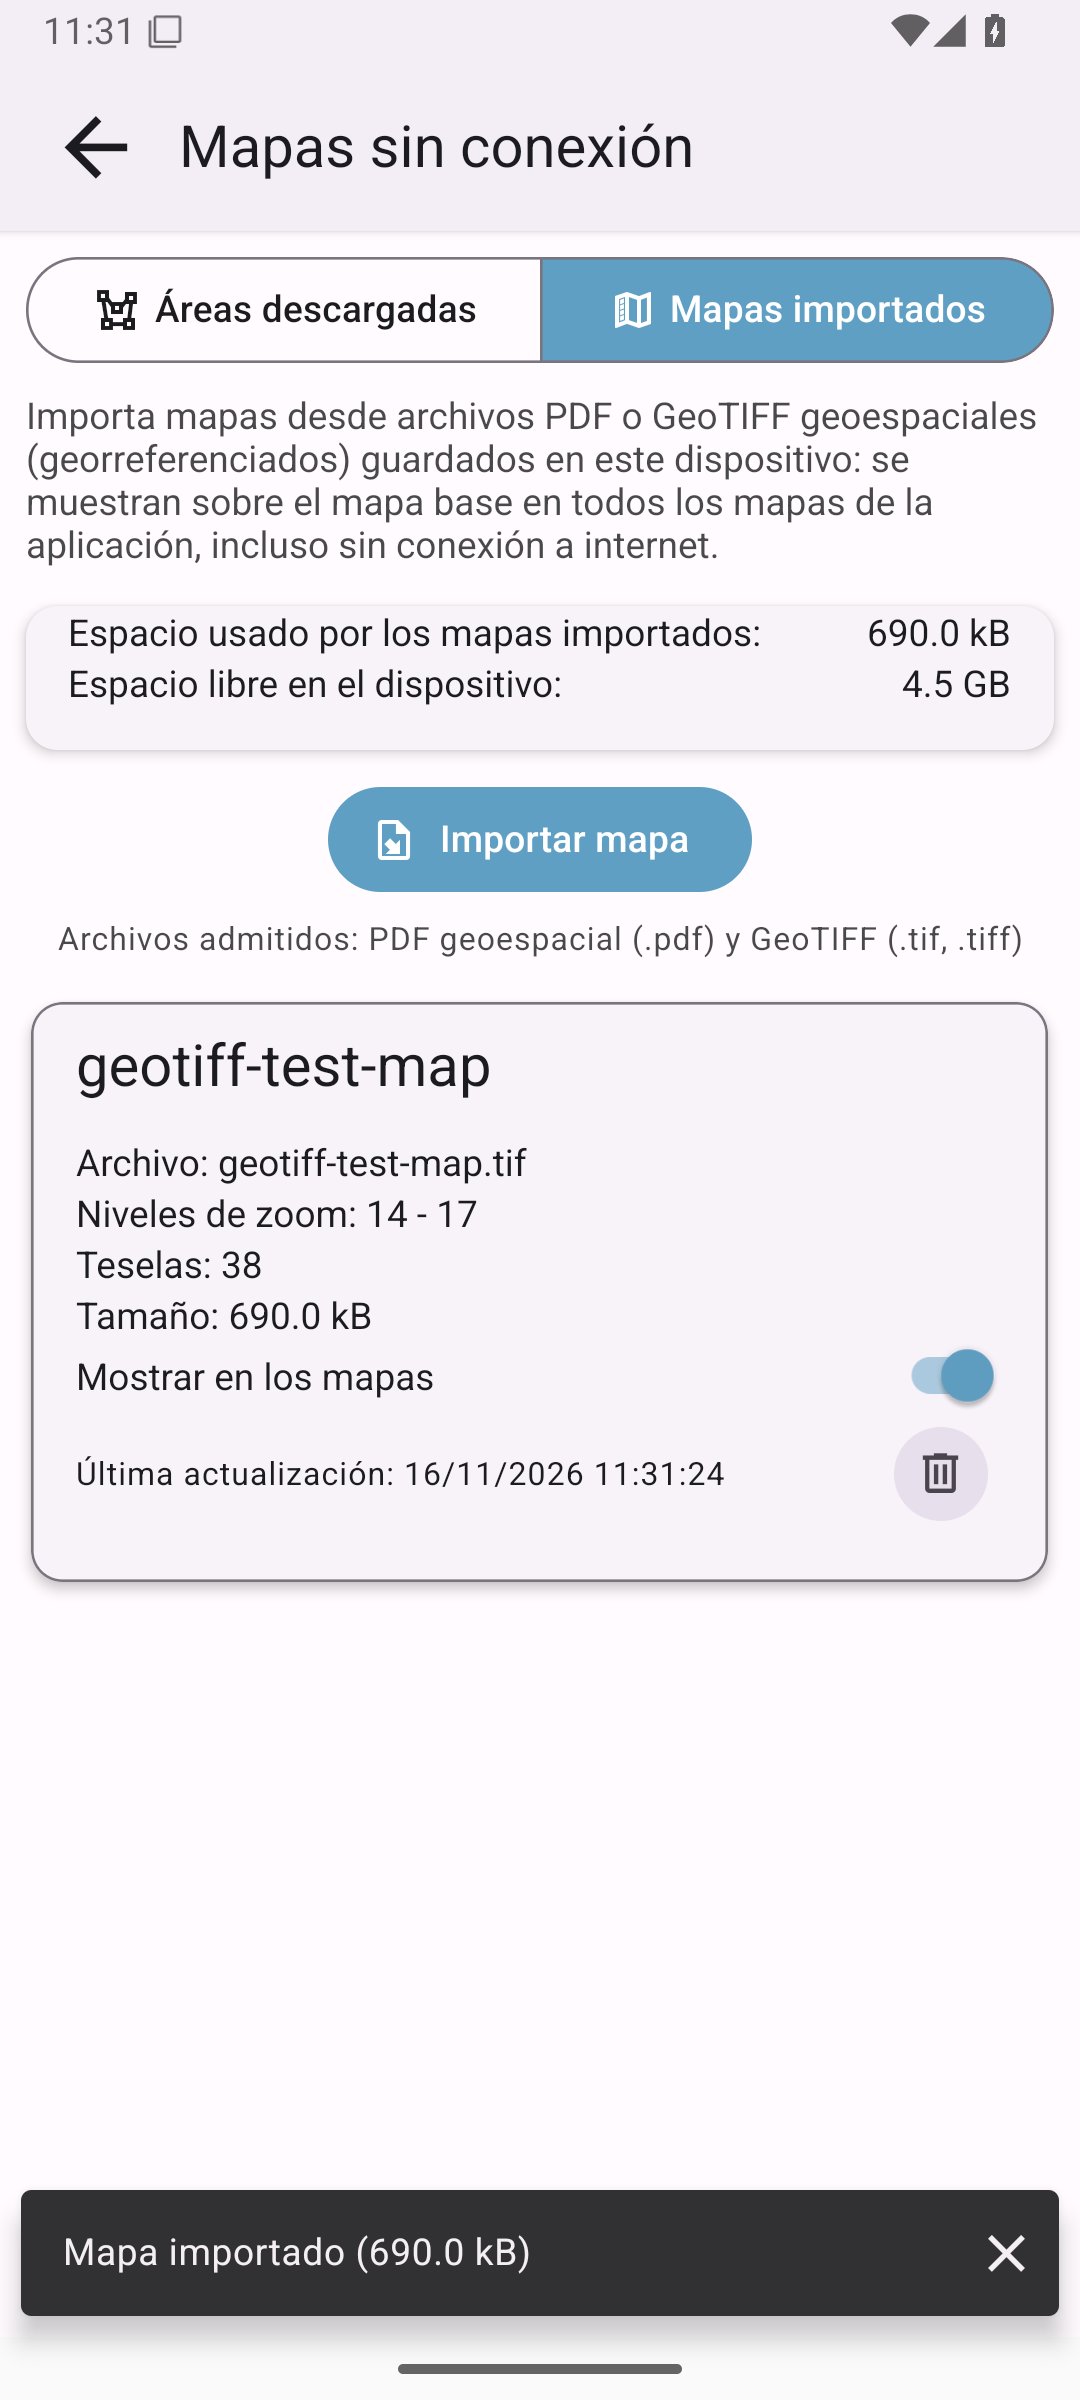 11:31
Mapas sin conexión
Áreas descargadas
Mapas importados
Importa mapas desde archivos PDF o GeoTIFF geoespaciales
(georreferenciados) guardados en este dispositivo: se
muestran sobre el mapa base en todos los mapas de la
aplicación, incluso sin conexión a internet.
Espacio usado por los mapas importados: 690.0 kB
Espacio libre en el dispositivo: 4.5 GB
Importar mapa
Archivos admitidos: PDF geoespacial (.pdf) y GeoTIFF (.tif, .tiff)
geotiff-test-map
Archivo: geotiff-test-map.tif
Niveles de zoom: 14 - 17
Teselas: 38
Tamaño: 690.0 kB
Mostrar en los mapas
Última actualización: 16/11/2026 11:31:24
Mapa importado (690.0 kB)